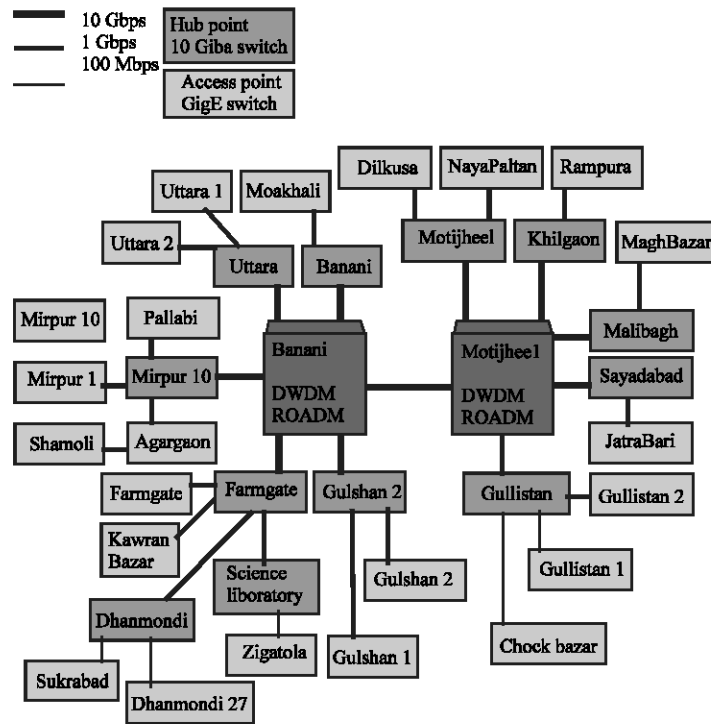 10 Gbps
1 Gbps
100 Mbps
Hub point
10 Giba switch
Access point
GigE switch
Dilkusa
NayaPaltan
Rampura
Uttara 1
Moakhali
Uttara 2
Motijheel
Khilgaon
MaghBazar
Uttara
Banani
Mirpur 10
Pallabi
Malibagh
Banani
DWDM
ROADM
Motijheel
DWDM
ROADM
Mirpur 1
Mirpur 10
Sayadabad
Shamoli
Agargaon
JatraBari
Farmgate
Farmgate
Gulshan 2
Gullistan
Gullistan 2
Kawran
Bazar
Science
liboratory
Gulshan 2
Gullistan 1
Dhanmondi
Zigatola
Gulshan 1
Chock bazar
Sukrabad
Dhanmondi 27